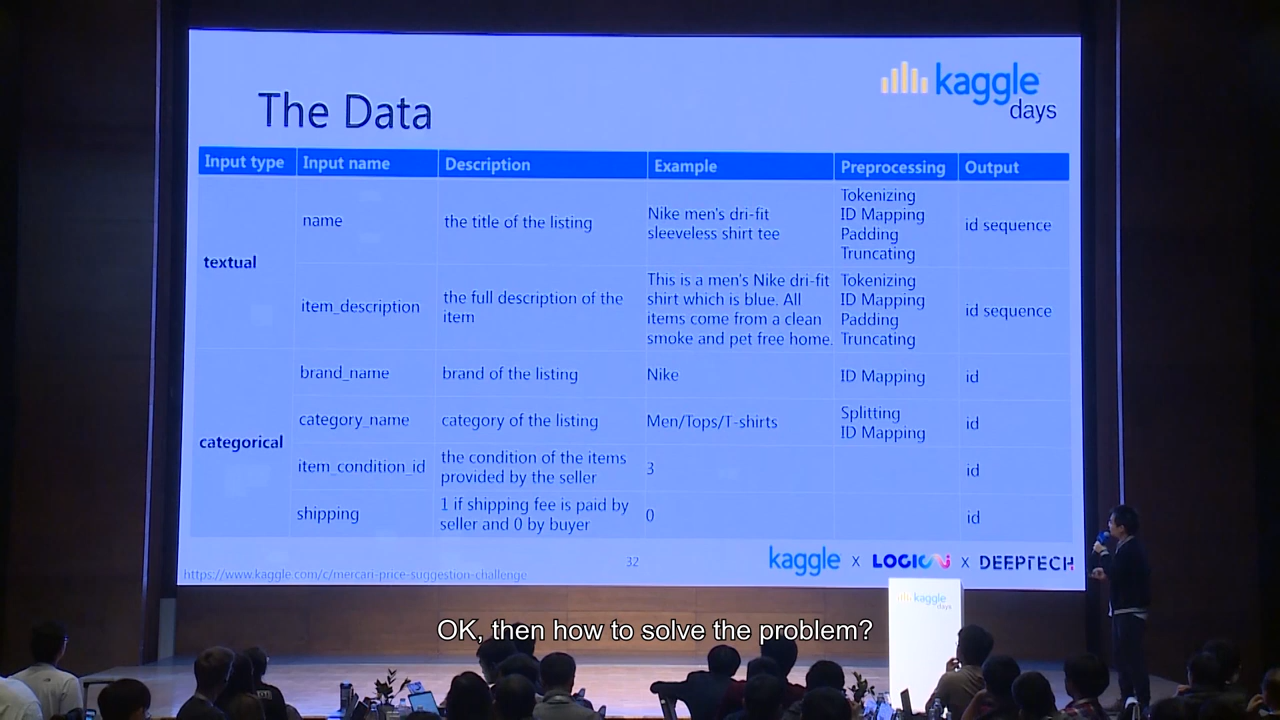 kaggle
days
The Data
Input type Input name Description Example Preprocessing Output
textual
name
the title of the listing
Nike men's dri-fit
sleeveless shirt tee
Tokenizing
ID Mapping
Padding
Truncating
id sequence
item_description
the full description of the
item
This is a men's Nike dri-fit
shirt which is blue. All
items come from a clean
smoke and pet free home.
Tokenizing
ID Mapping
Padding
Truncating
id sequence
categorical
brand_name
brand of the listing
Nike
ID Mapping
id
category_name
category of the listing
Men/Tops/T-shirts
Splitting
ID Mapping
id
item_condition_id
the condition of the items
provided by the seller
3
id
shipping
1 if shipping fee is paid by
seller and 0 by buyer
0
id
https://www.kaggle.com/c/mercari-price-suggestion-challenge
32
kaggle x LOGICAI x DEEPTECH
kaggle
days
OK, then how to solve the problem?